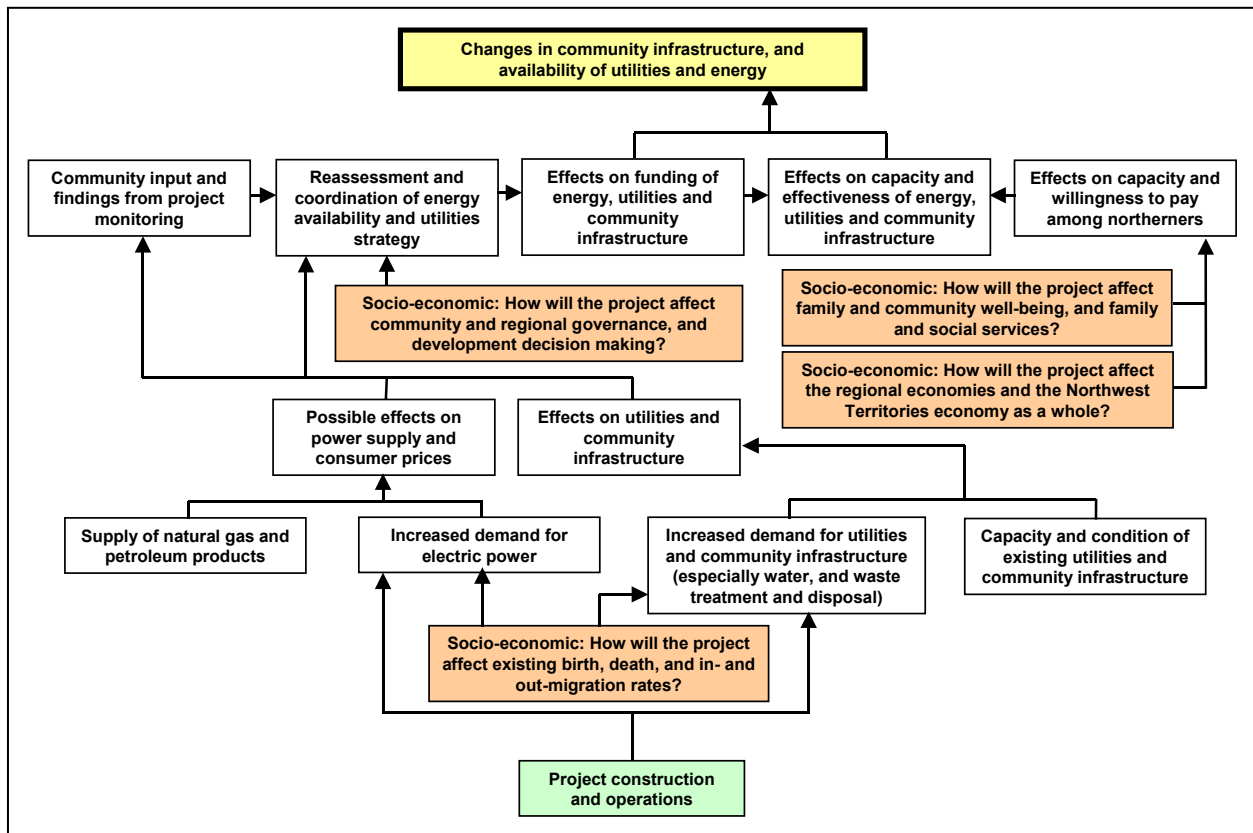 Changes in community infrastructure, and
availability of utilities and energy
Community input and
findings from project
monitoring
Reassessment and
coordination of energy
availability and utilities
strategy
Effects on funding of
energy, utilities and
community
infrastructure
Effects on capacity and
effectiveness of energy,
utilities and community
infrastructure
Effects on capacity and
willingness to pay
among northerners
Socio-economic: How will the project affect
community and regional governance, and
development decision making?
Socio-economic: How will the project affect
family and community well-being, and family
and social services?
Socio-economic: How will the project affect
the regional economies and the Northwest
Territories economy as a whole?
Possible effects on
power supply and
consumer prices
Effects on utilities and
community
infrastructure
Supply of natural gas and
petroleum products
Increased demand for
electric power
Increased demand for utilities
and community infrastructure
(especially water, and waste
treatment and disposal)
Capacity and condition of
existing utilities and
community infrastructure
Socio-economic: How will the project
affect existing birth, death, and in- and
out-migration rates?
Project construction
and operations